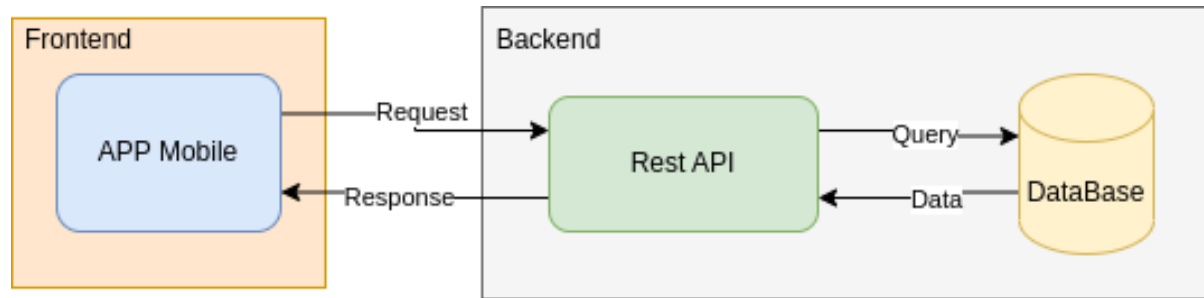 Frontend
Backend
APP Mobile
Request
Response
Rest API
Query
Data
DataBase